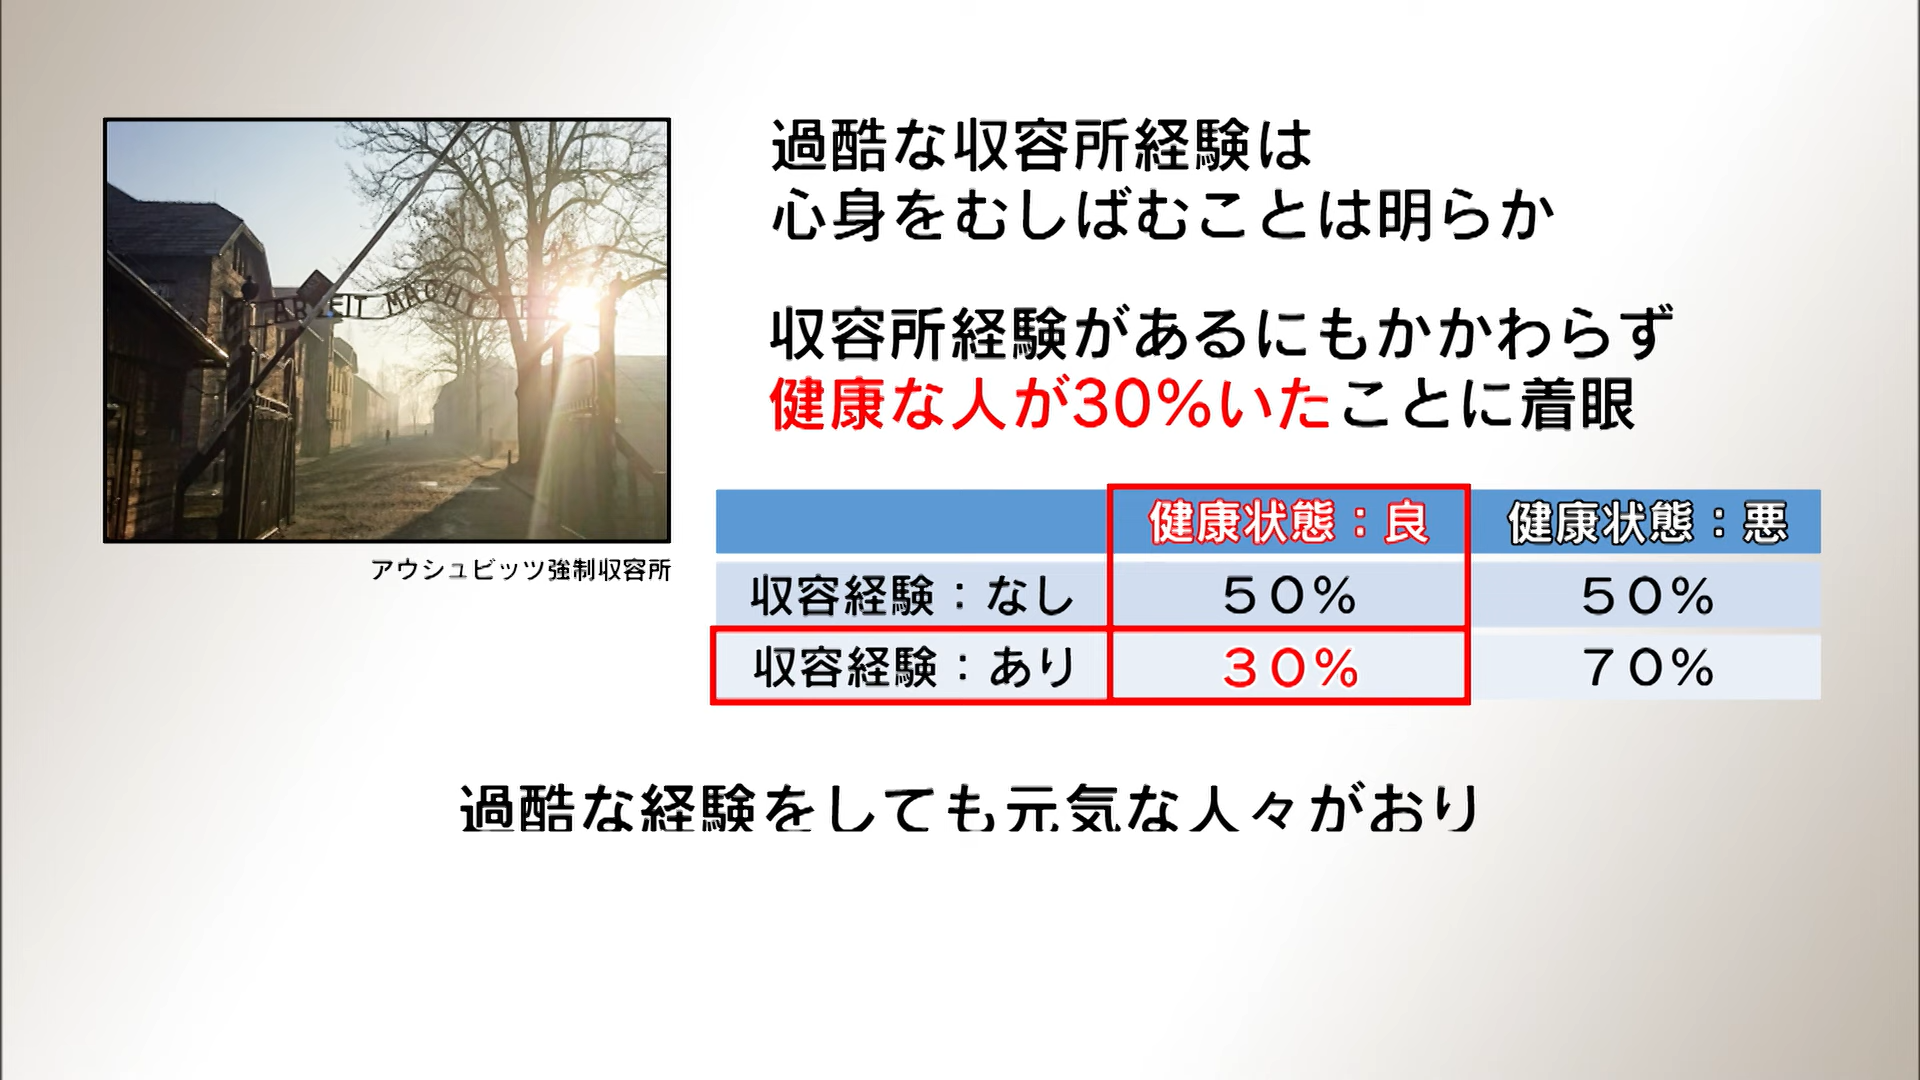 過酷な収容所経験は
心身をむしばむことは明らか
収容所経験があるにもかかわらず
健康な人が30%いたことに着眼
ARBEIT MACHT FREI
アウシュビッツ強制収容所
健康状態：良 健康状態：悪
収容経験：なし ５０% ５０%
収容経験：あり ３０% ７０%
過酷な経験をしても元気な人々がおり